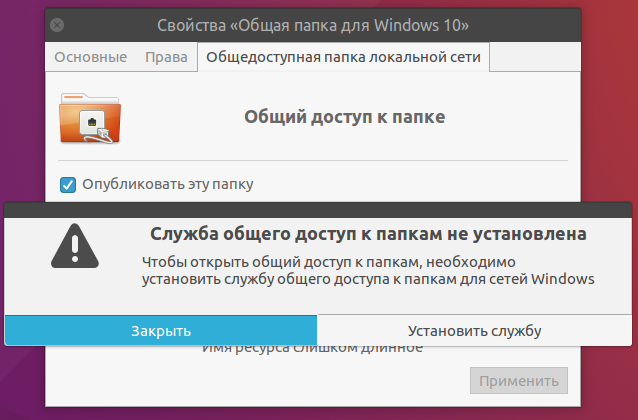 Свойства «Общая папка для Windows 10»
Основные Права Общедоступная папка локальной сети
Общий доступ к папке
Опубликовать эту папку
Служба общего доступ к папкам не установлена
Чтобы открыть общий доступ к папкам, необходимо
установить службу общего доступа к папкам для сетей Windows
Закрыть Установить службу
Имя ресурса слишком длинное
Применить